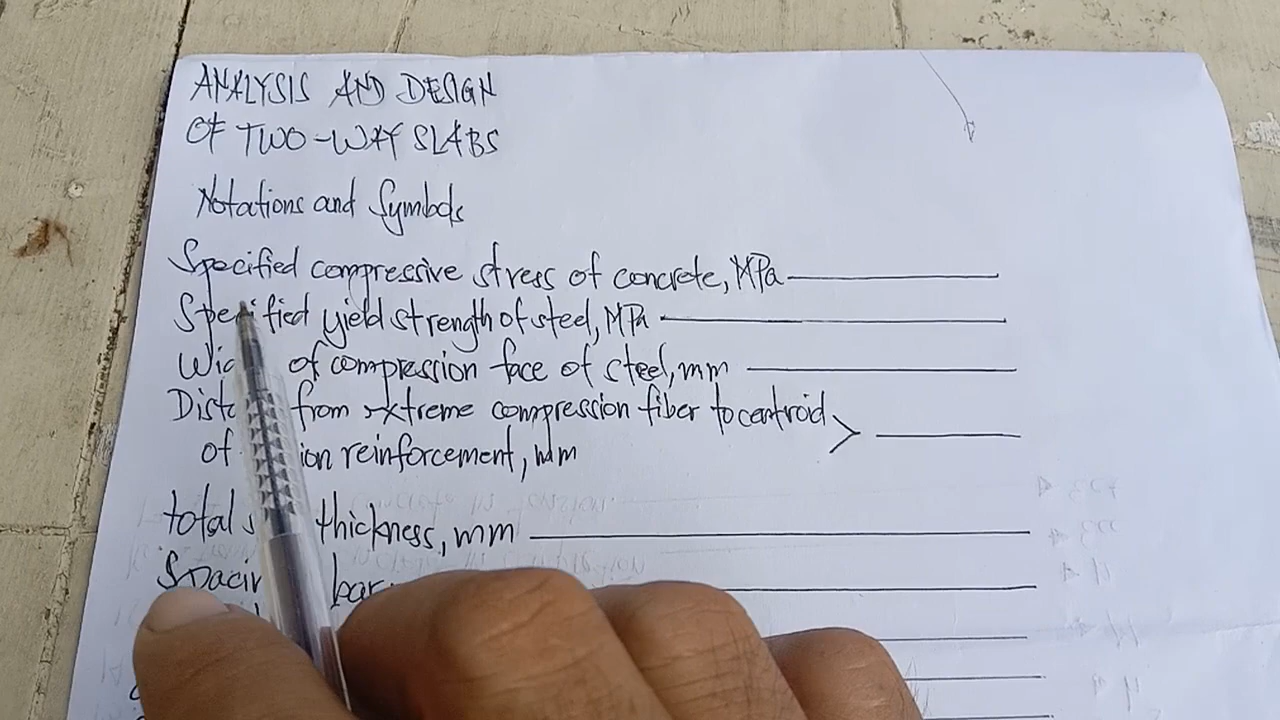 ANALYSIS AND DESIGN
OF TWO-WAY SLABS
Notations and Symbols
Specified compressive stress of concrete, MPa
Specified yield strength of steel, MPa
of compression face of steel, mm
from extreme compression fiber to centroid
of reinforcement, mm
total thickness, mm